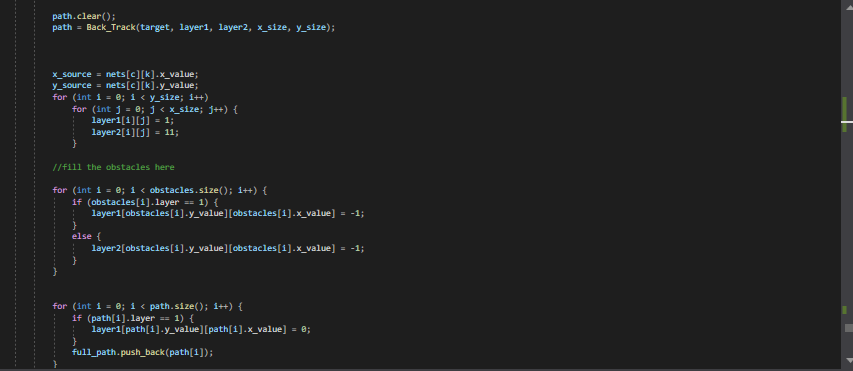 path.clear();
path = Back_Track(target, layer1, layer2, x_size, y_size);
x_source = nets[c][k].x_value;
y_source = nets[c][k].y_value;
for (int i = 0; i < y_size; i++)
for (int j = 0; j < x_size; j++) {
layer1[i][j] = 1;
layer2[i][j] = 11;
}
//fill the obstacles here
for (int i = 0; i < obstacles.size(); i++) {
if (obstacles[i].layer == 1) {
layer1[obstacles[i].y_value][obstacles[i].x_value] = -1;
}
else {
layer2[obstacles[i].y_value][obstacles[i].x_value] = -1;
}
}
for (int i = 0; i < path.size(); i++) {
if (path[i].layer == 1) {
layer1[path[i].y_value][path[i].x_value] = 0;
}
full_path.push_back(path[i]);
}